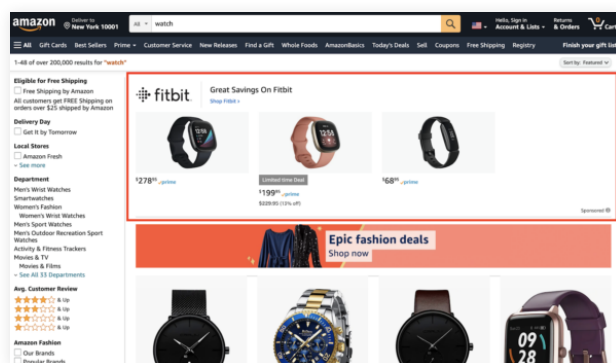 amazon
Deliver to
New York 10001
All
watch
Hello, Sign in
Account & Lists
Returns
& Orders
Cart
All
Gift Cards
Best Sellers
Prime
Customer Service
New Releases
Find a Gift
Whole Foods
AmazonBasics
Today's Deals
Sell
Coupons
Free Shipping
Registry
Finish your gift list
1-48 of over 200,000 results for "watch"
Sort by: Featured
Eligible for Free Shipping
Free Shipping by Amazon
All customers get FREE Shipping on
orders over $25 shipped by Amazon
Delivery Day
Get It by Tomorrow
Local Stores
Amazon Fresh
See more
Department
Men's Wrist Watches
Smartwatches
Women's Fashion
Women's Wrist Watches
Men's Sport Watches
Men's Outdoor Recreation Sport
Watches
Activity & Fitness Trackers
Movies & TV
Movies & Films
See All 33 Departments
Avg. Customer Review
& Up
& Up
& Up
& Up
Amazon Fashion
Our Brands
Popular Brands
fitbit.
Great Savings On Fitbit
Shop Fitbit ›
$278 prime
Limited time Deal
$199 prime
$229.95 (13% off)
$68 prime
Sponsored
Epic fashion deals
Shop now
09
28